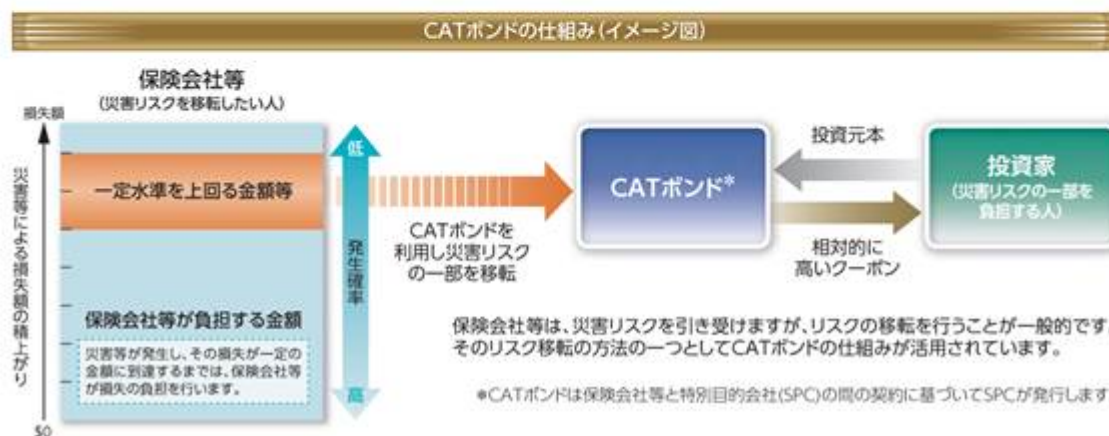 CATボンドの仕組み(イメージ図)
保険会社等
(災害リスクを移転したい人)
損失額
災害等による損失額の積上がり
$0
一定水準を上回る金額等
保険会社等が負担する金額
災害等が発生し、その損失が一定の
金額に到達するまでは、保険会社等
が損失の負担を行います。
低
発生確率
高
CATボンドを
利用し災害リスク
の一部を移転
CATボンド*
投資元本
相対的に
高いクーポン
投資家
(災害リスクの一部を
負担する人)
保険会社等は、災害リスクを引き受けますが、リスクの移転を行うことが一般的です
そのリスク移転の方法の一つとしてCATボンドの仕組みが活用されています。
*CATボンドは保険会社等と特別目的会社(SPC)の間の契約に基づいてSPCが発行します